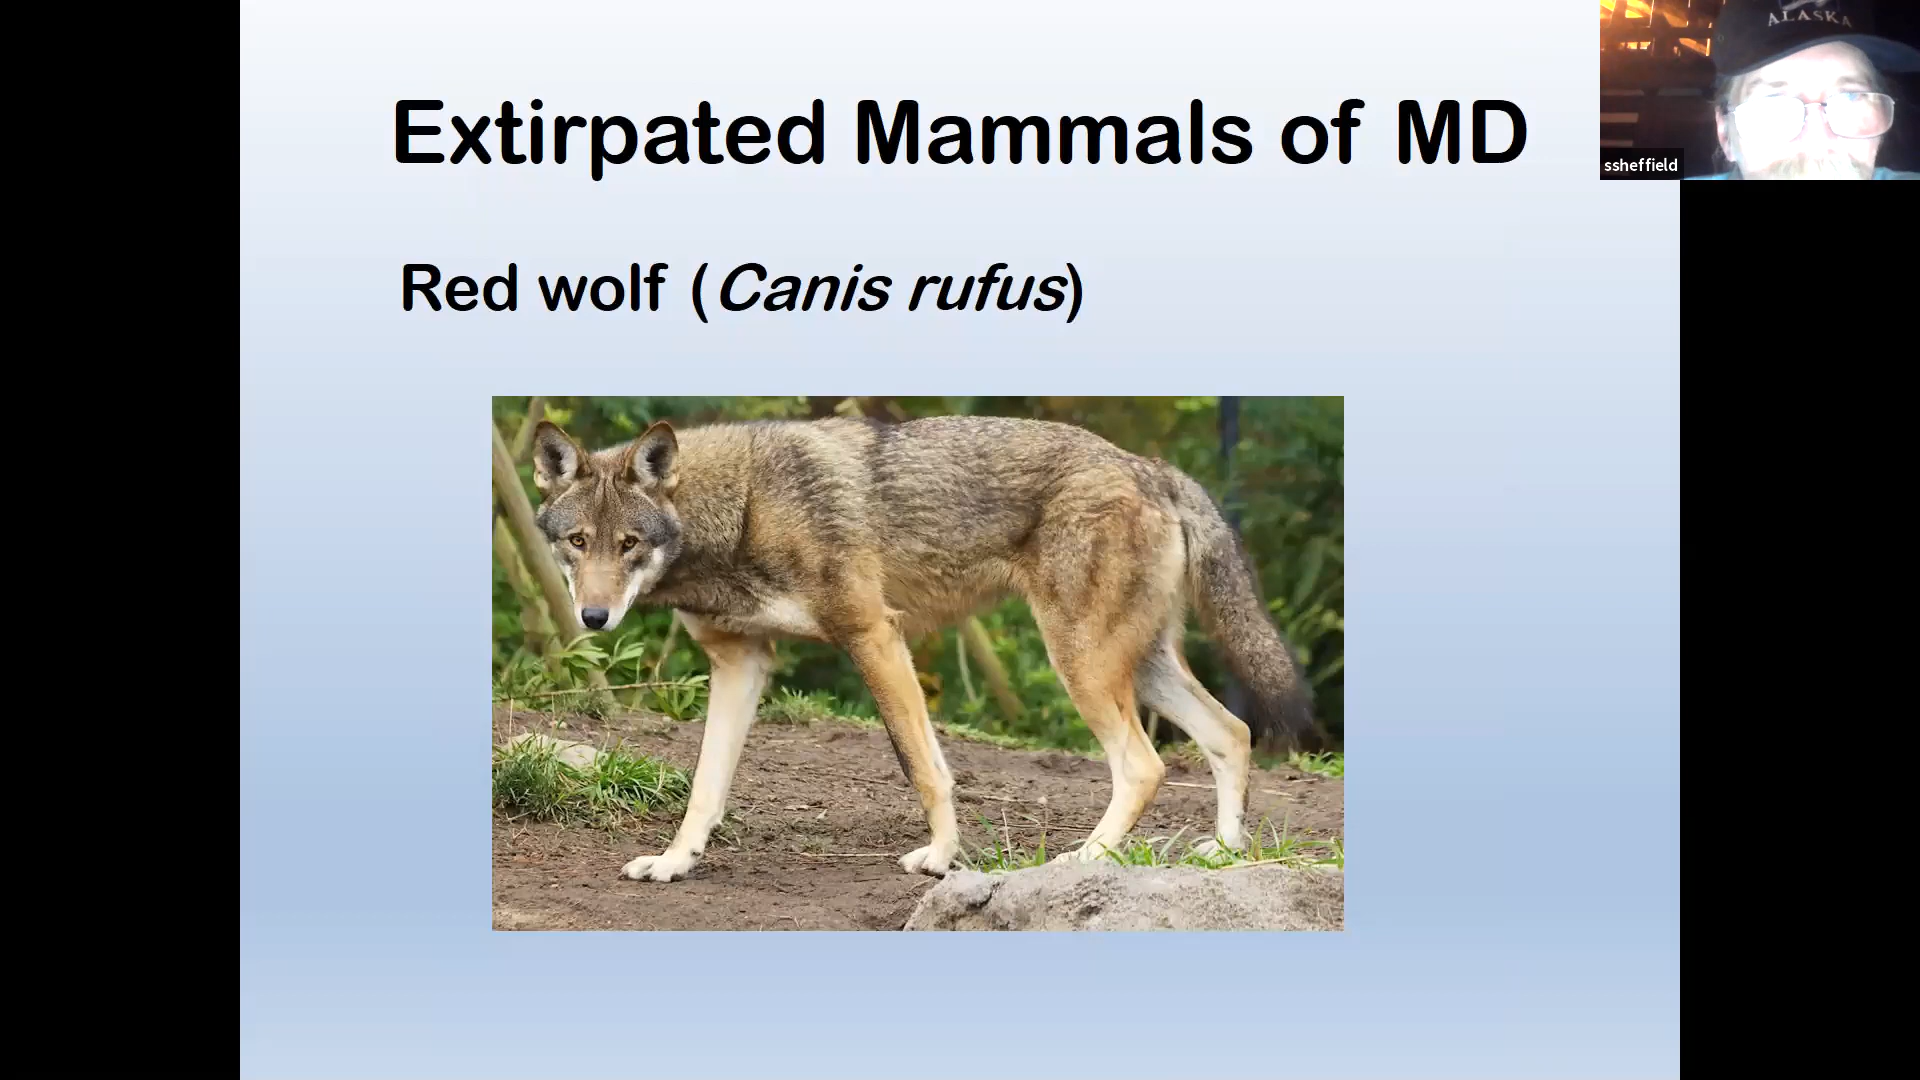 Extirpated Mammals of MD
Red wolf (Canis rufus)
ALASKA
ssheffield